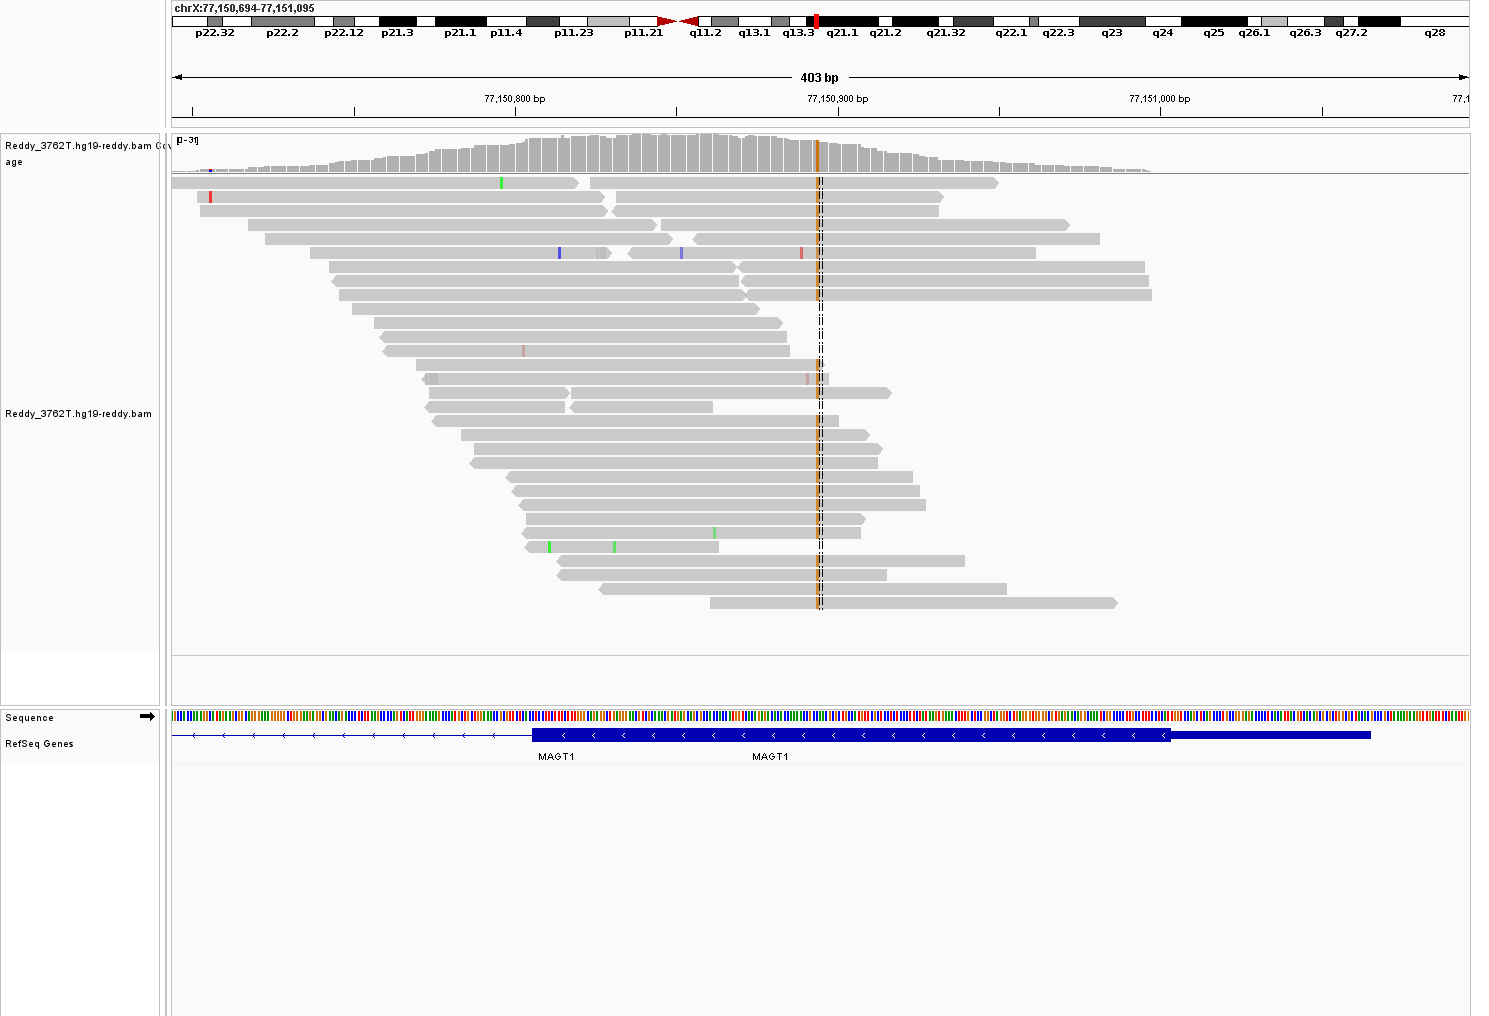 chrX:77,150,694-77,151,095
p22.32 p22.2 p22.12 p21.3 p21.1 p11.4 p11.23 p11.21 q11.2 q13.1 q13.3 q21.1 q21.2 q21.32 q22.1 q22.3 q23 q24 q25 q26.1 q26.3 q27.2 q28
403 bp
77,150,800 bp 77,150,900 bp 77,151,000 bp 77,1
[0-31]
Reddy_3762T.hg19-reddy.bam Cov
age
Reddy_3762T.hg19-reddy.bam
Sequence
RefSeq Genes
MAGT1 MAGT1